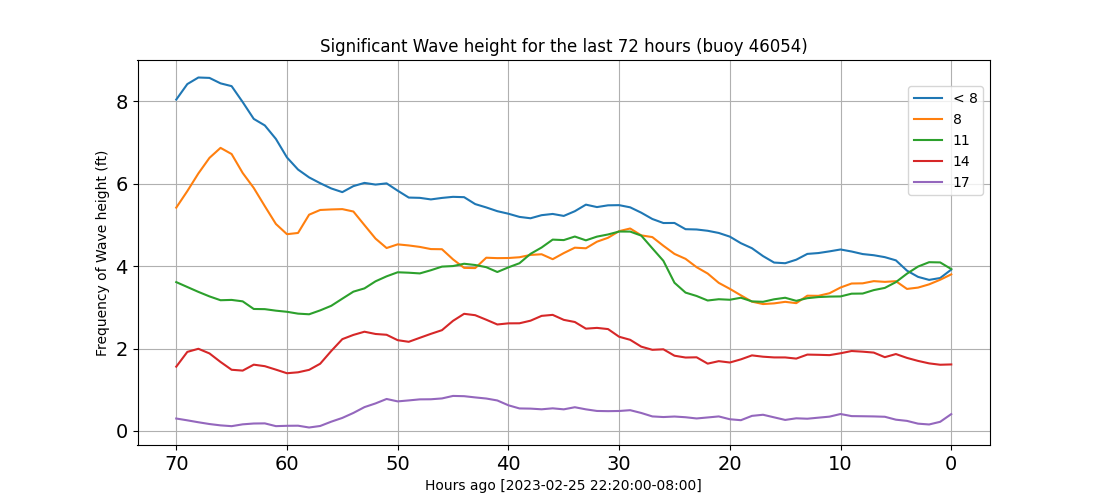 Significant Wave height for the last 72 hours (buoy 46054)
Frequency of Wave height (ft)
8
6
4
2
0
< 8
8
11
14
17
70 60 50 40 30 20 10 0
Hours ago [2023-02-25 22:20:00-08:00]